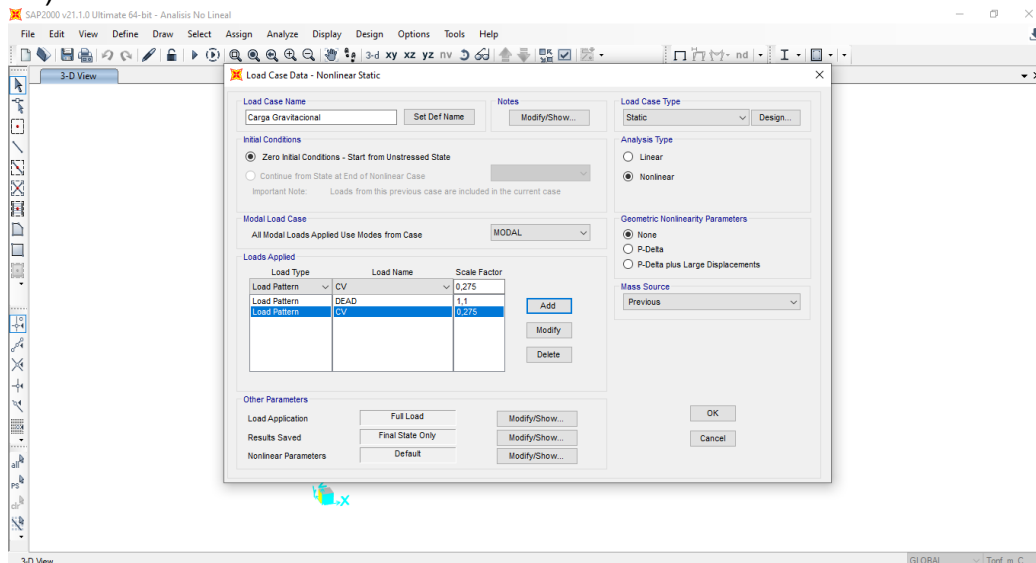 SAP2000 v21.1.0 Ultimate 64-bit - Analisis No Lineal
File Edit View Define Draw Select Assign Analyze Display Design Options Tools Help
3-d xy xz yz nv
nd
3-D View
Load Case Data - Nonlinear Static
Load Case Name
Carga Gravitacional
Set Def Name
Notes
Modify/Show...
Load Case Type
Static
Design...
Initial Conditions
Zero Initial Conditions - Start from Unstressed State
Continue from State at End of Nonlinear Case
Important Note: Loads from this previous case are included in the current case
Analysis Type
Linear
Nonlinear
Modal Load Case
All Modal Loads Applied Use Modes from Case
MODAL
Geometric Nonlinearity Parameters
None
P-Delta
P-Delta plus Large Displacements
Loads Applied
Load Type Load Name Scale Factor
Load Pattern CV 0,275
Load Pattern DEAD 1,1
Load Pattern CV 0,275
Add
Modify
Delete
Mass Source
Previous
Other Parameters
Load Application Full Load Modify/Show...
Results Saved Final State Only Modify/Show...
Nonlinear Parameters Default Modify/Show...
OK
Cancel
all
PS
clr
X
3-D View
GLOBAL
Tonf, m, C